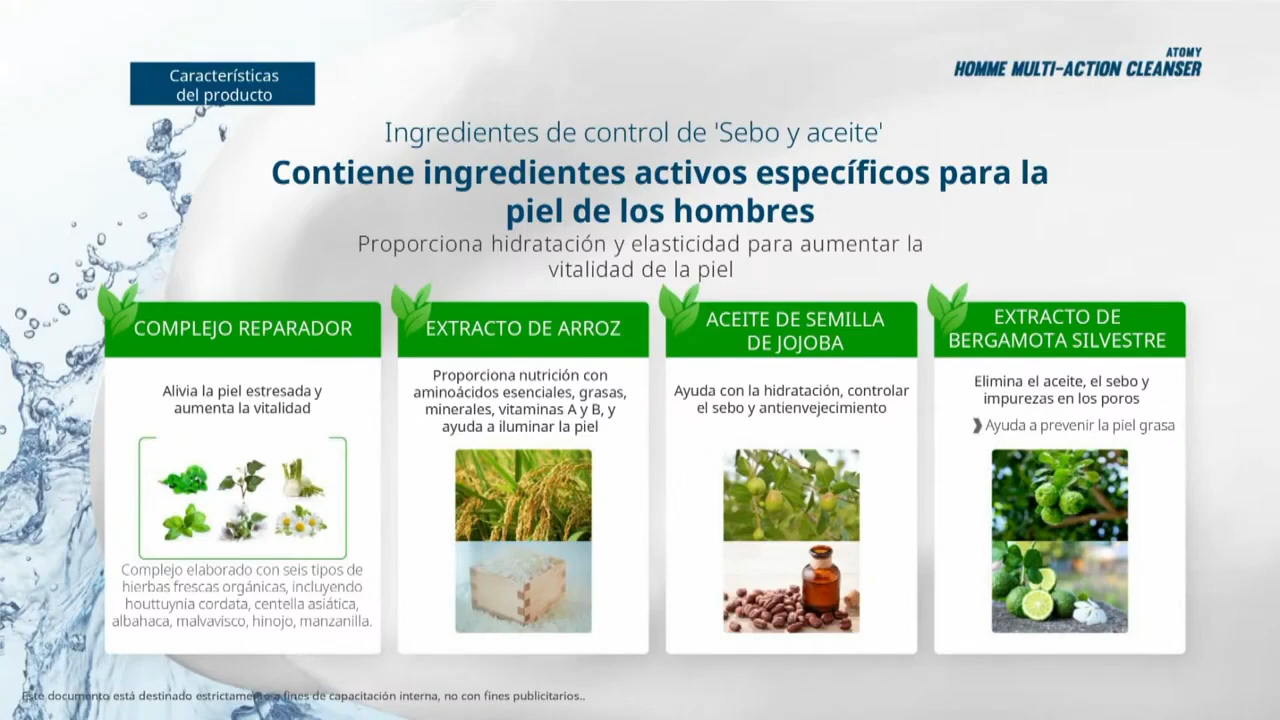 Características
del producto
ATOMY
HOMME MULTI-ACTION CLEANSER
Ingredientes de control de 'Sebo y aceite'
Contiene ingredientes activos específicos para la
piel de los hombres
Proporciona hidratación y elasticidad para aumentar la
vitalidad de la piel
COMPLEJO REPARADOR
Alivia la piel estresada y
aumenta la vitalidad
Complejo elaborado con seis tipos de
hierbas frescas orgánicas, incluyendo
houttuynia cordata, centella asiática,
albahaca, malvavisco, hinojo, manzanilla.
EXTRACTO DE ARROZ
Proporciona nutrición con
aminoácidos esenciales, grasas,
minerales, vitaminas A y B, y
ayuda a iluminar la piel
ACEITE DE SEMILLA
DE JOJOBA
Ayuda con la hidratación, controlar
el sebo y antienvejecimiento
EXTRACTO DE
BERGAMOTA SILVESTRE
Elimina el aceite, el sebo y
impurezas en los poros
❱ Ayuda a prevenir la piel grasa
Este documento está destinado estrictamente a fines de capacitación interna, no con fines publicitarios..